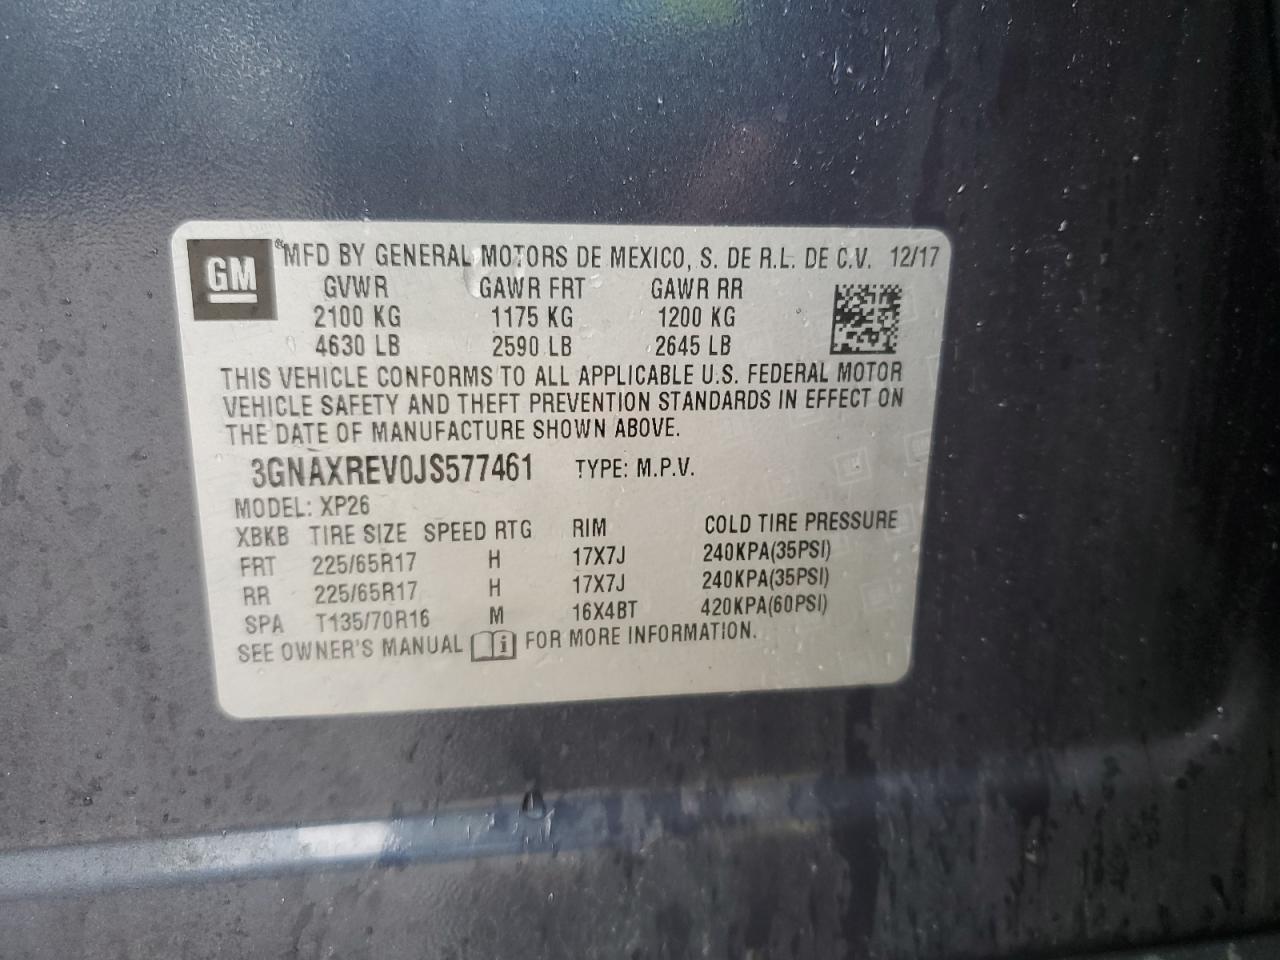 GM
®MFD BY GENERAL MOTORS DE MEXICO, S. DE R.L. DE C.V. 12/17
GVWR GAWR FRT GAWR RR
2100 KG 1175 KG 1200 KG
4630 LB 2590 LB 2645 LB
THIS VEHICLE CONFORMS TO ALL APPLICABLE U.S. FEDERAL MOTOR
VEHICLE SAFETY AND THEFT PREVENTION STANDARDS IN EFFECT ON
THE DATE OF MANUFACTURE SHOWN ABOVE.
3GNAXREV0JS577461 TYPE: M.P.V.
MODEL: XP26
XBKB TIRE SIZE SPEED RTG RIM COLD TIRE PRESSURE
FRT 225/65R17 H 17X7J 240KPA(35PSI)
RR 225/65R17 H 17X7J 240KPA(35PSI)
SPA T135/70R16 M 16X4BT 420KPA(60PSI)
SEE OWNER'S MANUAL i FOR MORE INFORMATION.